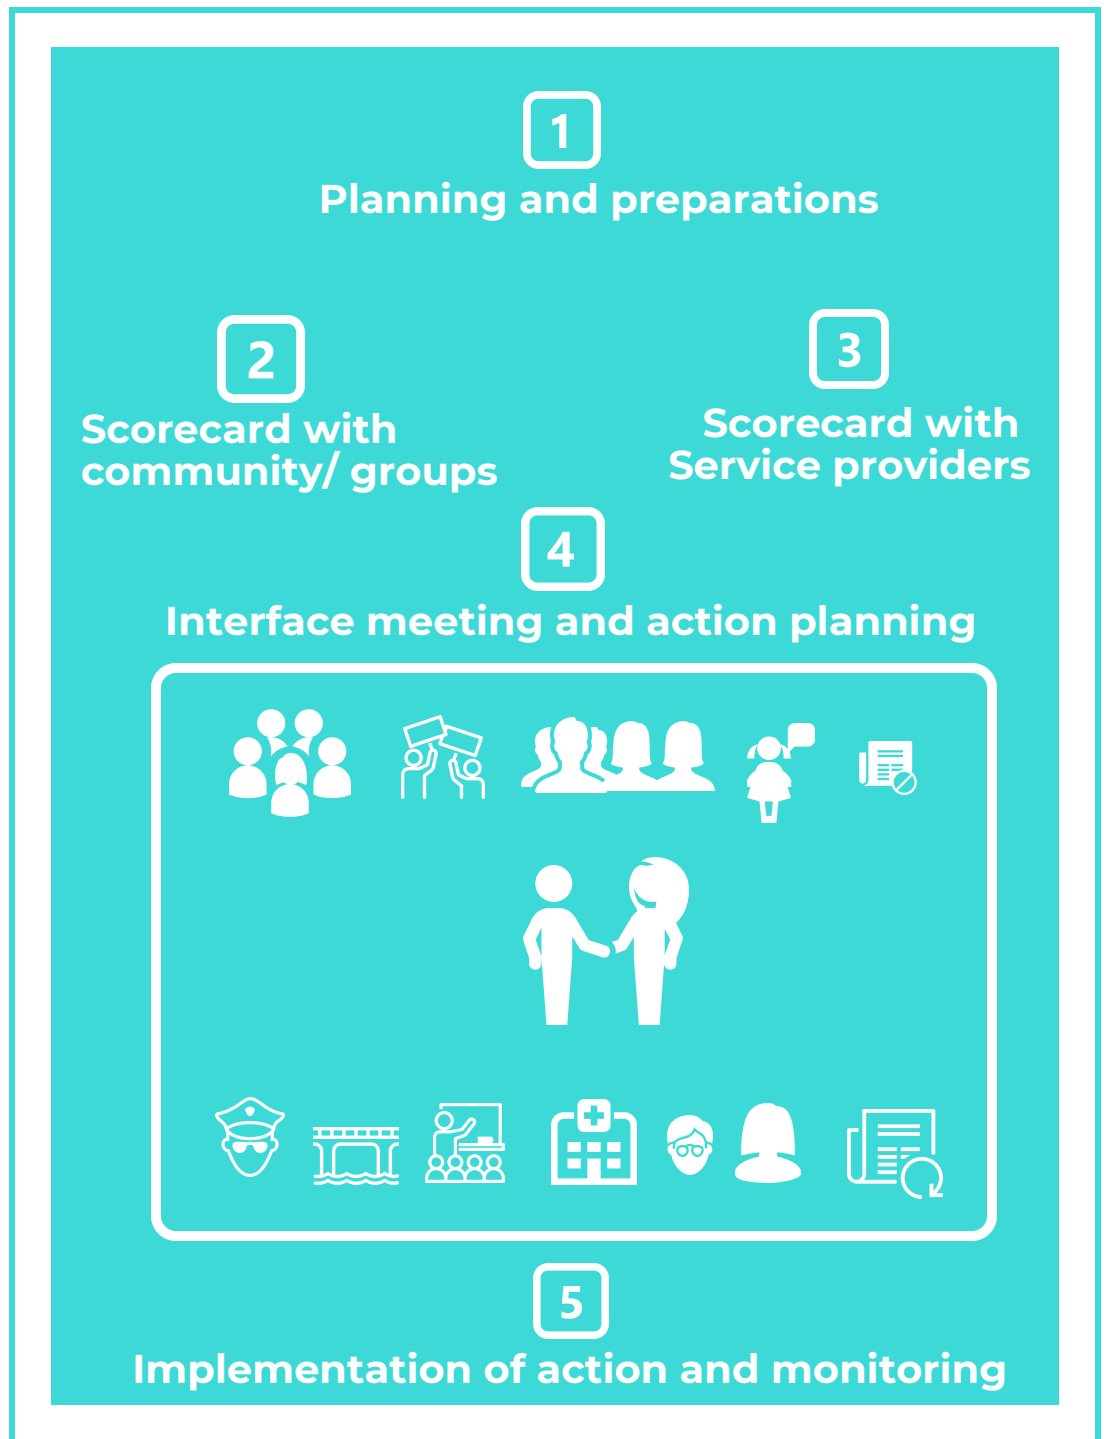 1
Planning and preparations
2
Scorecard with
community/ groups
3
Scorecard with
Service providers
4
Interface meeting and action planning
5
Implementation of action and monitoring